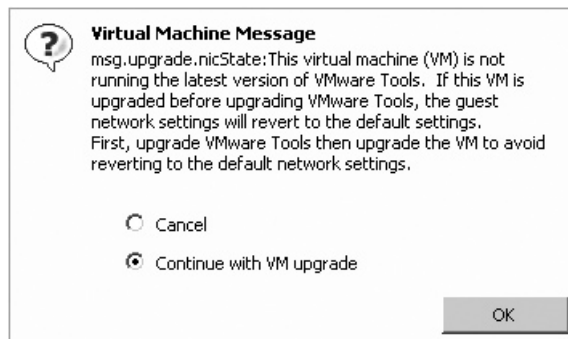 Virtual Machine Message
msg.upgrade.nicState:This virtual machine (VM) is not
running the latest version of VMware Tools. If this VM is
upgraded before upgrading VMware Tools, the guest
network settings will revert to the default settings.
First, upgrade VMware Tools then upgrade the VM to avoid
reverting to the default network settings.
Cancel
Continue with VM upgrade
OK